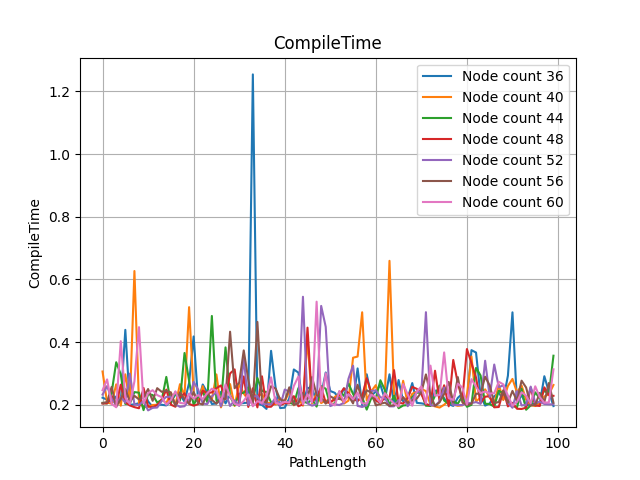 CompileTime
Node count 36
Node count 40
Node count 44
Node count 48
Node count 52
Node count 56
Node count 60
CompileTime
1.2
1.0
0.8
0.6
0.4
0.2
0 20 40 60 80 100
PathLength